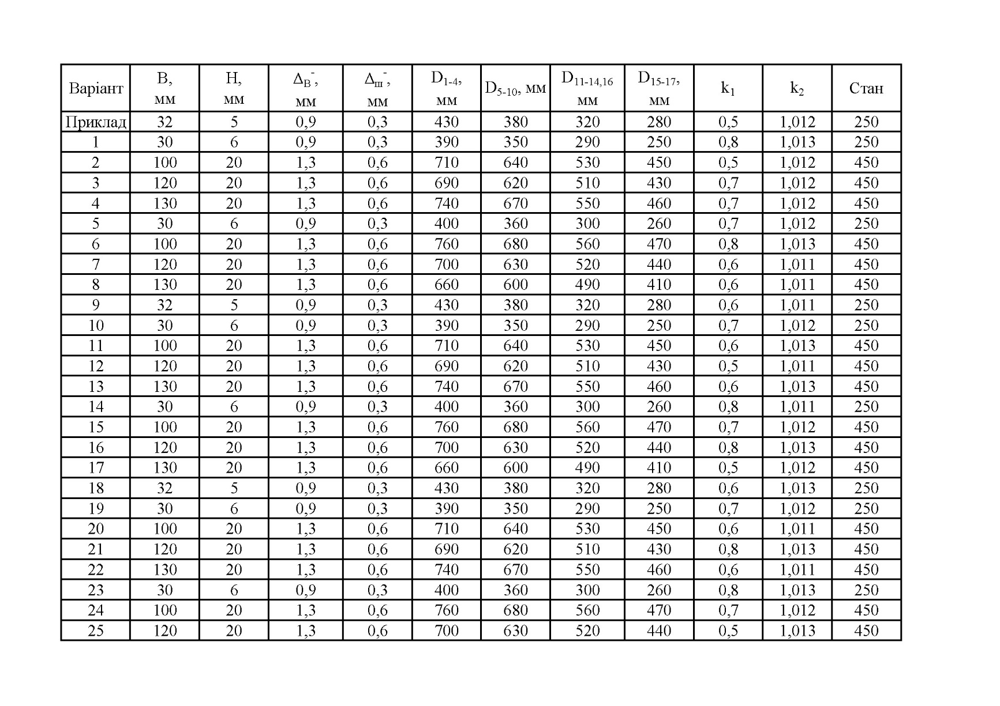 Варіант B, мм H, мм Δ_В⁻, мм Δ_ш⁻, мм D₁₋₄, мм D₅₋₁₀, мм D₁₁₋₁₄,₁₆ мм D₁₅₋₁₇, мм k₁ k₂ Стан
Приклад 32 5 0,9 0,3 430 380 320 280 0,5 1,012 250
1 30 6 0,9 0,3 390 350 290 250 0,8 1,013 250
2 100 20 1,3 0,6 710 640 530 450 0,5 1,012 450
3 120 20 1,3 0,6 690 620 510 430 0,7 1,012 450
4 130 20 1,3 0,6 740 670 550 460 0,7 1,012 450
5 30 6 0,9 0,3 400 360 300 260 0,7 1,012 250
6 100 20 1,3 0,6 760 680 560 470 0,8 1,013 450
7 120 20 1,3 0,6 700 630 520 440 0,6 1,011 450
8 130 20 1,3 0,6 660 600 490 410 0,6 1,011 450
9 32 5 0,9 0,3 430 380 320 280 0,6 1,011 250
10 30 6 0,9 0,3 390 350 290 250 0,7 1,012 250
11 100 20 1,3 0,6 710 640 530 450 0,6 1,013 450
12 120 20 1,3 0,6 690 620 510 430 0,5 1,011 450
13 130 20 1,3 0,6 740 670 550 460 0,6 1,013 450
14 30 6 0,9 0,3 400 360 300 260 0,8 1,011 250
15 100 20 1,3 0,6 760 680 560 470 0,7 1,012 450
16 120 20 1,3 0,6 700 630 520 440 0,8 1,013 450
17 130 20 1,3 0,6 660 600 490 410 0,5 1,012 450
18 32 5 0,9 0,3 430 380 320 280 0,6 1,013 250
19 30 6 0,9 0,3 390 350 290 250 0,7 1,012 250
20 100 20 1,3 0,6 710 640 530 450 0,6 1,011 450
21 120 20 1,3 0,6 690 620 510 430 0,8 1,013 450
22 130 20 1,3 0,6 740 670 550 460 0,6 1,011 450
23 30 6 0,9 0,3 400 360 300 260 0,8 1,013 250
24 100 20 1,3 0,6 760 680 560 470 0,7 1,012 450
25 120 20 1,3 0,6 700 630 520 440 0,5 1,013 450